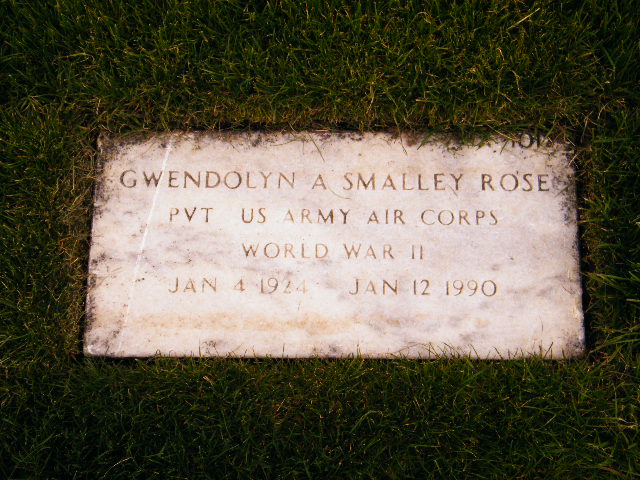 GWENDOLYN A SMALLEY ROSE
PVT US ARMY AIR CORPS
WORLD WAR II
JAN 4 1924 JAN 12 1990